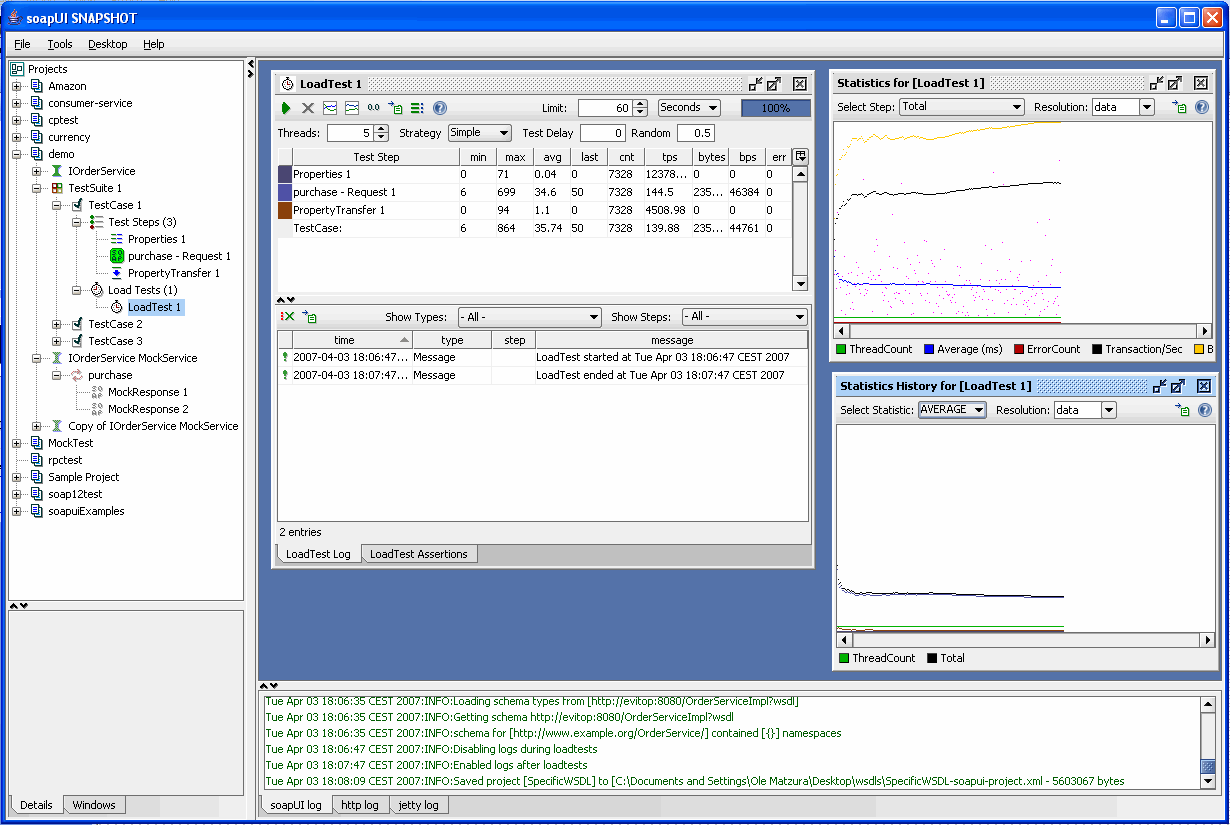 soapUI SNAPSHOT
File Tools Desktop Help
Projects
Amazon
consumer-service
cptest
currency
demo
IOrderService
TestSuite 1
TestCase 1
Test Steps (3)
Properties 1
purchase - Request 1
PropertyTransfer 1
Load Tests (1)
LoadTest 1
TestCase 2
TestCase 3
IOrderService MockService
purchase
MockResponse 1
MockResponse 2
Copy of IOrderService MockService
MockTest
rpctest
Sample Project
soap12test
soapuiExamples
Details Windows
LoadTest 1
0.0 Limit: 60 Seconds 100%
Threads: 5 Strategy Simple Test Delay 0 Random 0.5
Test Step min max avg last cnt tps bytes bps err
Properties 1 0 71 0.04 0 7328 12378... 0 0 0
purchase - Request 1 6 699 34.6 50 7328 144.5 235... 46384 0
PropertyTransfer 1 0 94 1.1 0 7328 4508.98 0 0 0
TestCase: 6 864 35.74 50 7328 139.88 235... 44761 0
Show Types: - All - Show Steps: - All -
time type step message
2007-04-03 18:06:47... Message LoadTest started at Tue Apr 03 18:06:47 CEST 2007
2007-04-03 18:07:47... Message LoadTest ended at Tue Apr 03 18:07:47 CEST 2007
2 entries
LoadTest Log LoadTest Assertions
Statistics for [LoadTest 1]
Select Step: Total Resolution: data
ThreadCount Average (ms) ErrorCount Transaction/Sec B
Statistics History for [LoadTest 1]
Select Statistic: AVERAGE Resolution: data
ThreadCount Total
Tue Apr 03 18:06:35 CEST 2007:INFO:Loading schema types from [http://evitop:8080/OrderServiceImpl?wsdl]
Tue Apr 03 18:06:35 CEST 2007:INFO:Getting schema http://evitop:8080/OrderServiceImpl?wsdl
Tue Apr 03 18:06:35 CEST 2007:INFO:schema for [http://www.example.org/OrderService/] contained [{}] namespaces
Tue Apr 03 18:06:47 CEST 2007:INFO:Disabling logs during loadtests
Tue Apr 03 18:07:47 CEST 2007:INFO:Enabled logs after loadtests
Tue Apr 03 18:08:09 CEST 2007:INFO:Saved project [SpecificWSDL] to [C:\Documents and Settings\Ole Matzura\Desktop\wsdls\SpecificWSDL-soapui-project.xml - 5603067 bytes
soapUI log http log jetty log